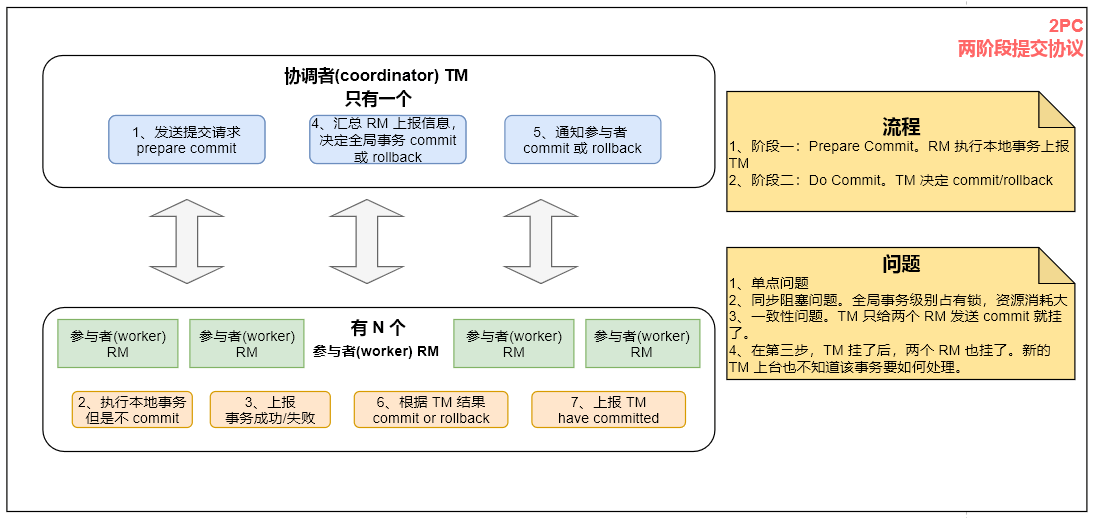 2PC
两阶段提交协议
协调者(coordinator) TM
只有一个
1、发送提交请求
prepare commit
4、汇总 RM 上报信息，
决定全局事务 commit
或 rollback
5、通知参与者
commit 或 rollback
流程
1、阶段一：Prepare Commit。RM 执行本地事务上报
TM
2、阶段二：Do Commit。TM 决定 commit/rollback
问题
1、单点问题
2、同步阻塞问题。全局事务级别占有锁，资源消耗大
3、一致性问题。TM 只给两个 RM 发送 commit 就挂
了。
4、在第三步，TM 挂了后，两个 RM 也挂了。新的
TM 上台也不知道该事务要如何处理。
参与者(worker)
RM
参与者(worker)
RM
有 N 个
参与者(worker) RM
参与者(worker)
RM
参与者(worker)
RM
2、执行本地事务
但是不 commit
3、上报
事务成功/失败
6、根据 TM 结果
commit or rollback
7、上报 TM
have committed